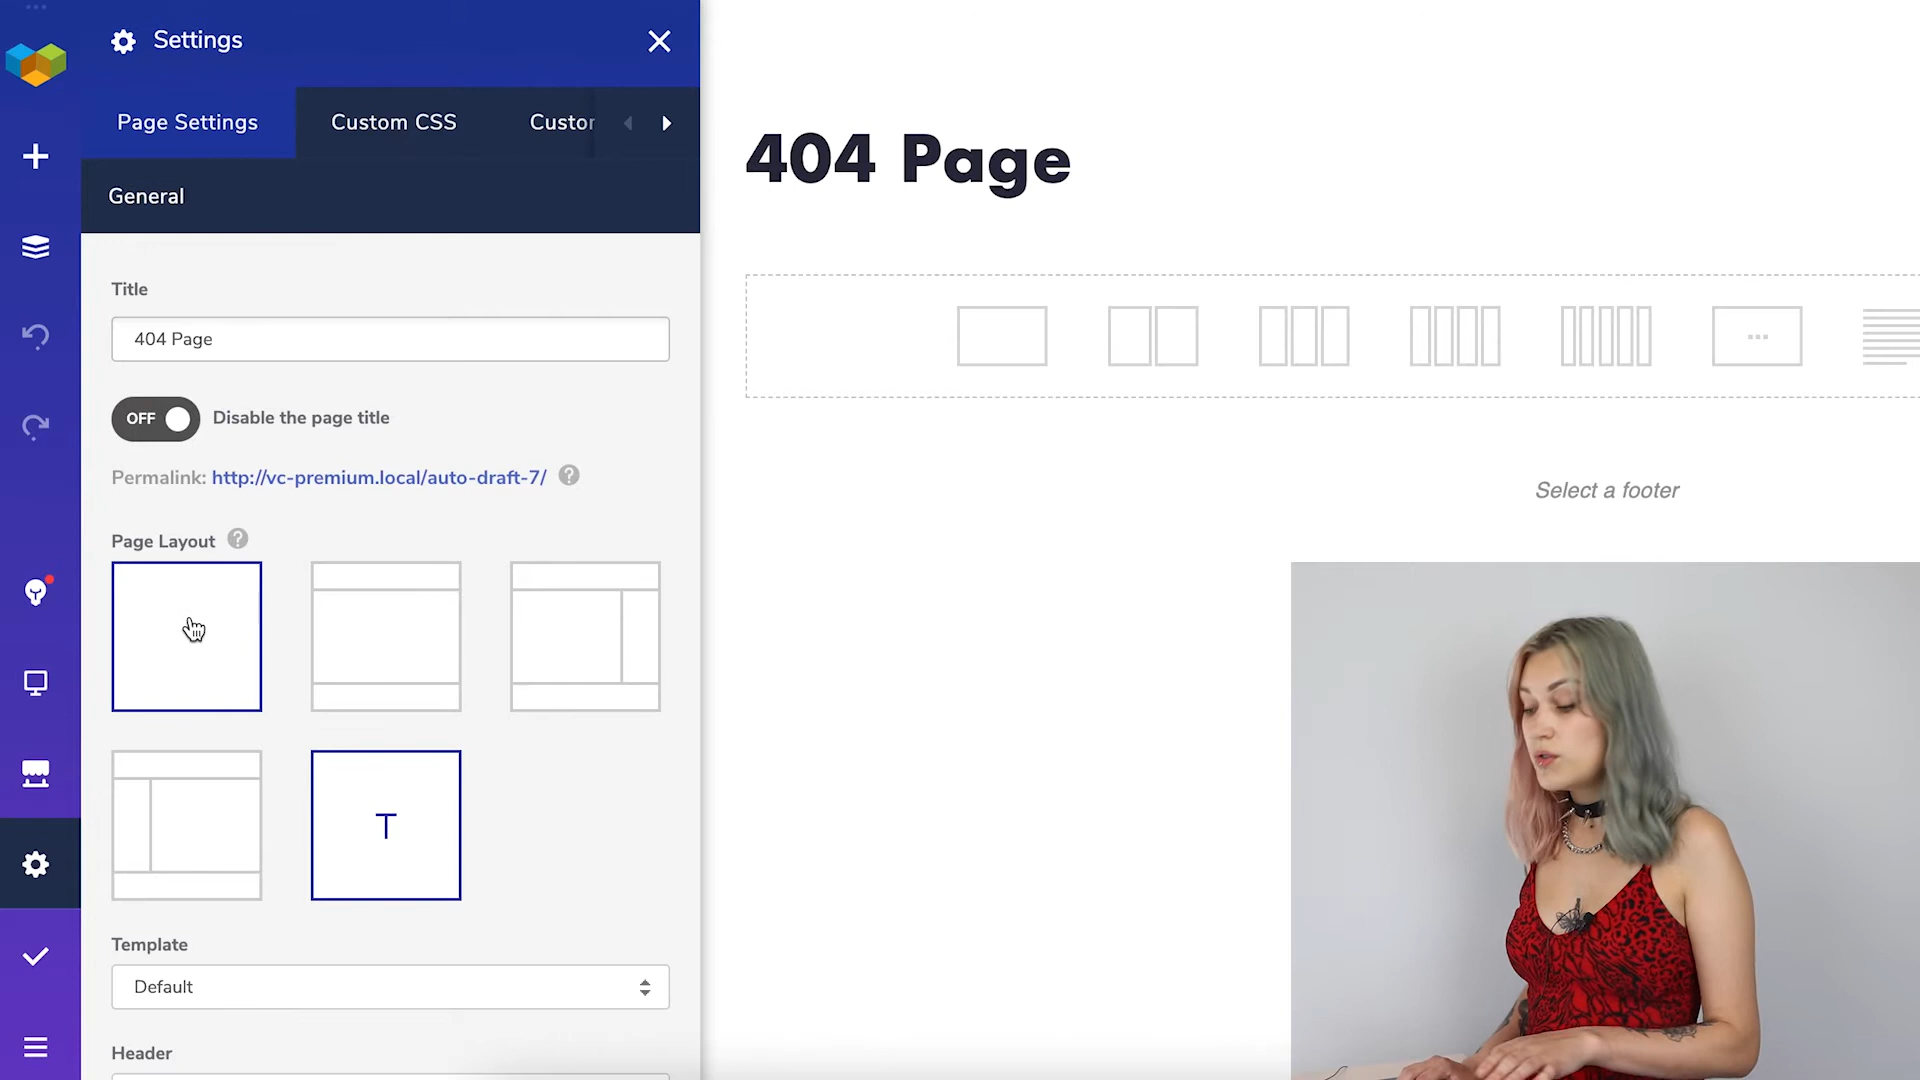 Settings
Page Settings
Custom CSS
General
Title
404 Page
OFF
Disable the page title
Permalink: http://vc-premium.local/auto-draft-7/ ?
Page Layout ?
T
Template
Default
Header
404 Page
Select a footer